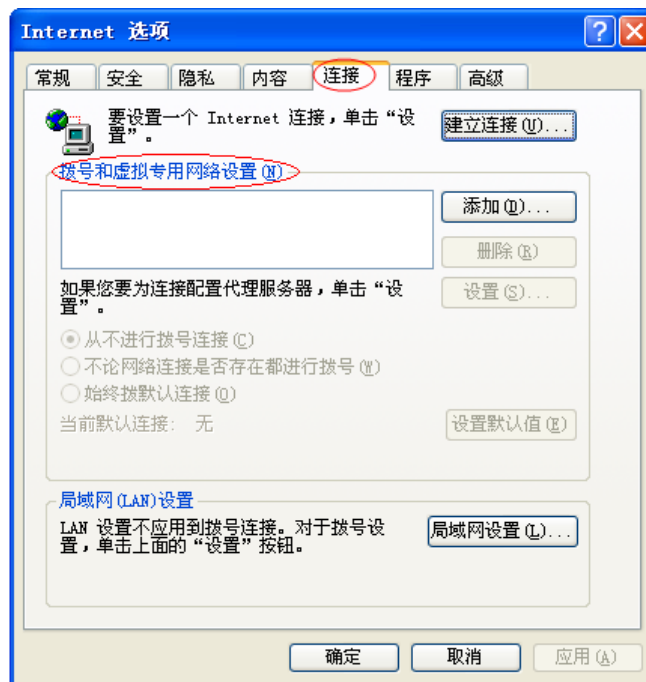 Internet 选项
常规 安全 隐私 内容 连接 程序 高级
要设置一个 Internet 连接，单击“设
置”。
建立连接(U)...
拨号和虚拟专用网络设置(N)
添加(D)...
删除(R)
如果您要为连接配置代理服务器，单击“设
置”。
设置(S)...
从不进行拨号连接(C)
不论网络连接是否存在都进行拨号(W)
始终拨默认连接(O)
当前默认连接： 无
设置默认值(E)
局域网(LAN)设置
LAN 设置不应用到拨号连接。对于拨号设
置，单击上面的“设置”按钮。
局域网设置(L)...
确定 取消 应用(A)